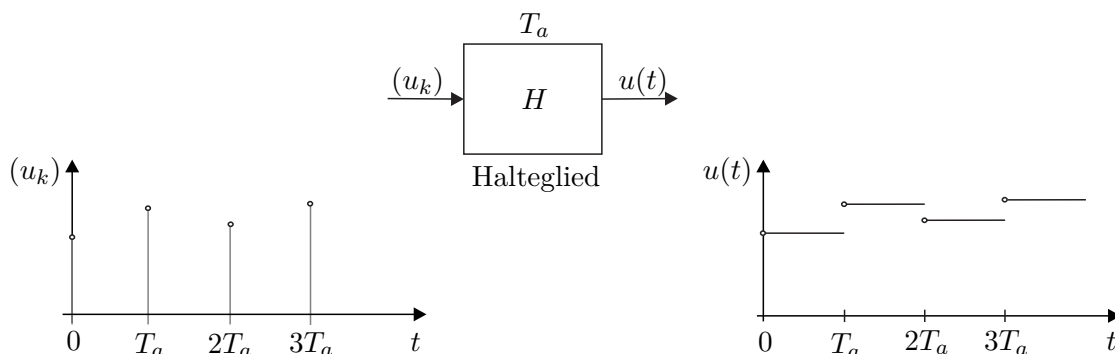 T_a
(u_k) H u(t)
Halteglied
(u_k)
0 T_a 2T_a 3T_a t
u(t)
0 T_a 2T_a 3T_a t